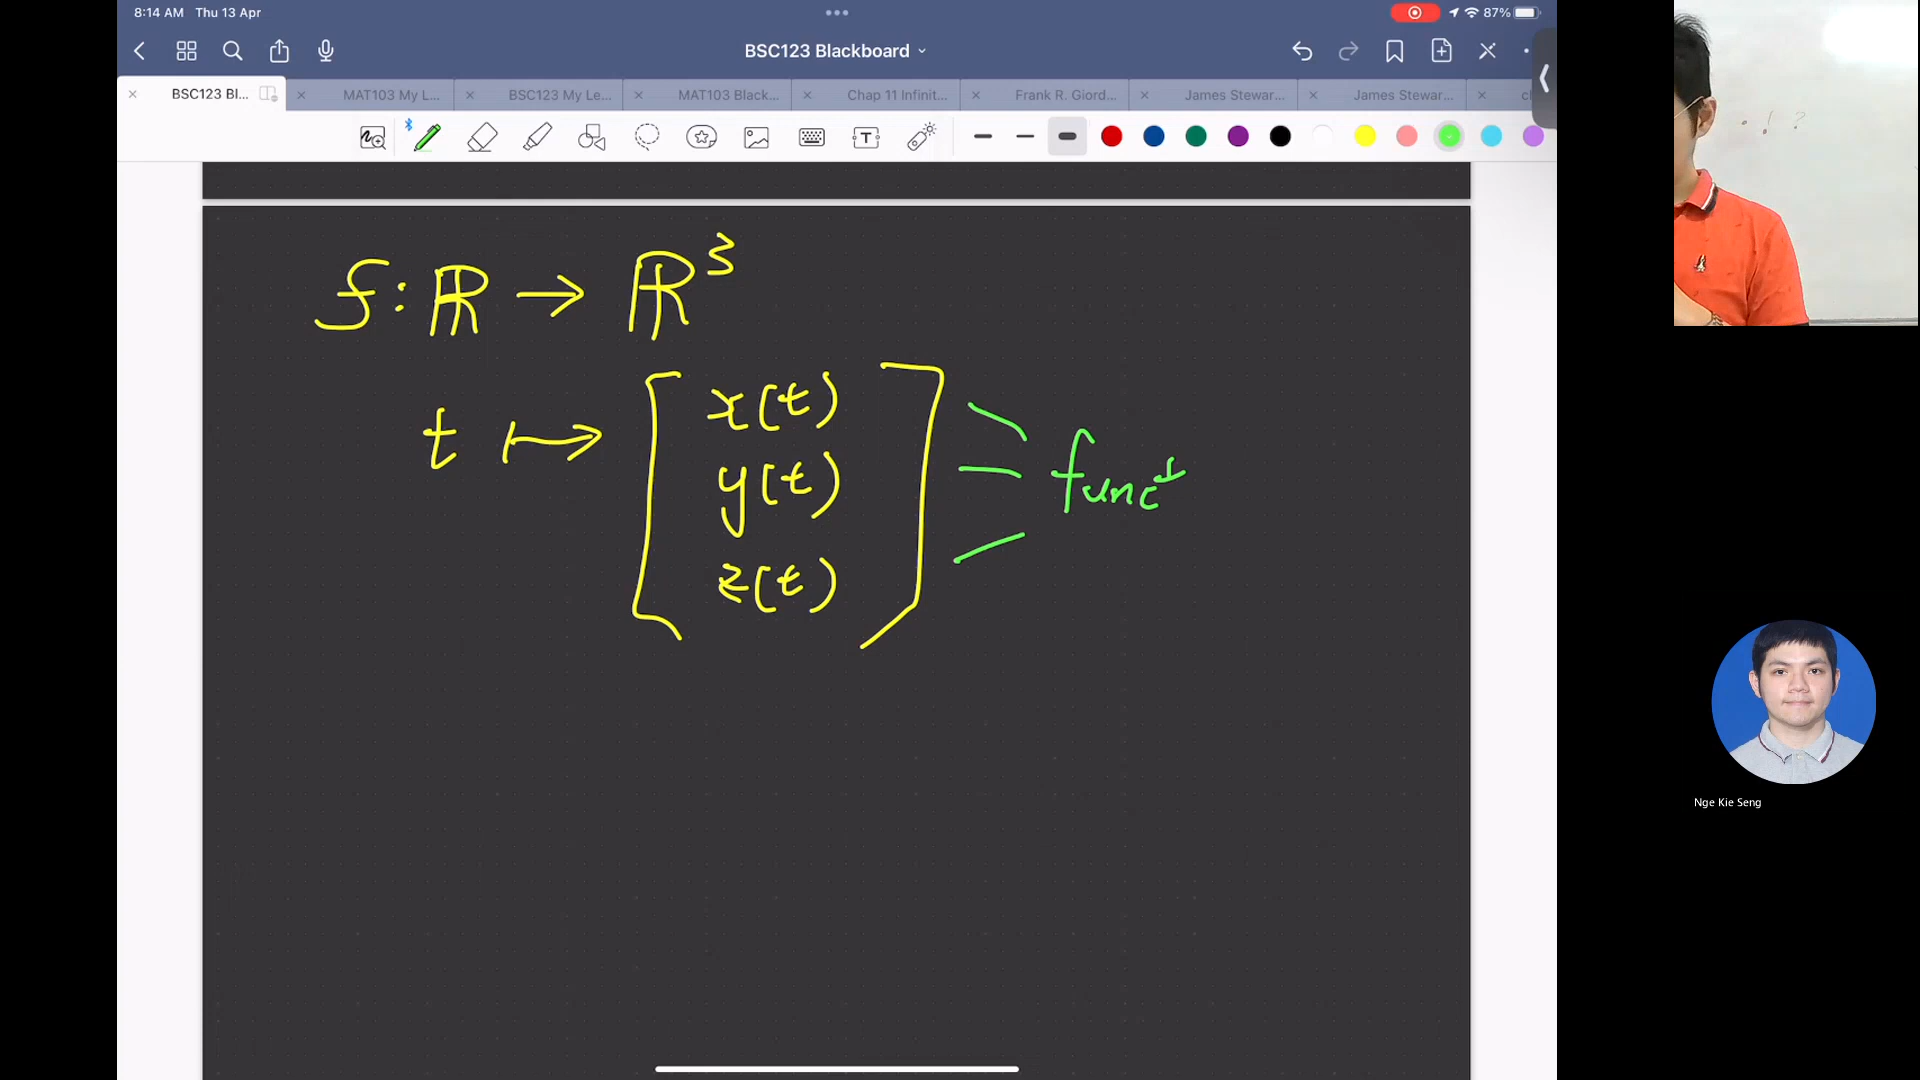 8:14 AM Thu 13 Apr
87%
BSC123 Blackboard
BSC123 Bl...
MAT103 My L...
BSC123 My Le...
MAT103 Black...
Chap 11 Infinit...
Frank R. Giord...
James Stewar...
James Stewar...
T
f: ℝ → ℝ³
t ↦ [ x(t)
y(t)
z(t) ]
func
Nge Kie Seng